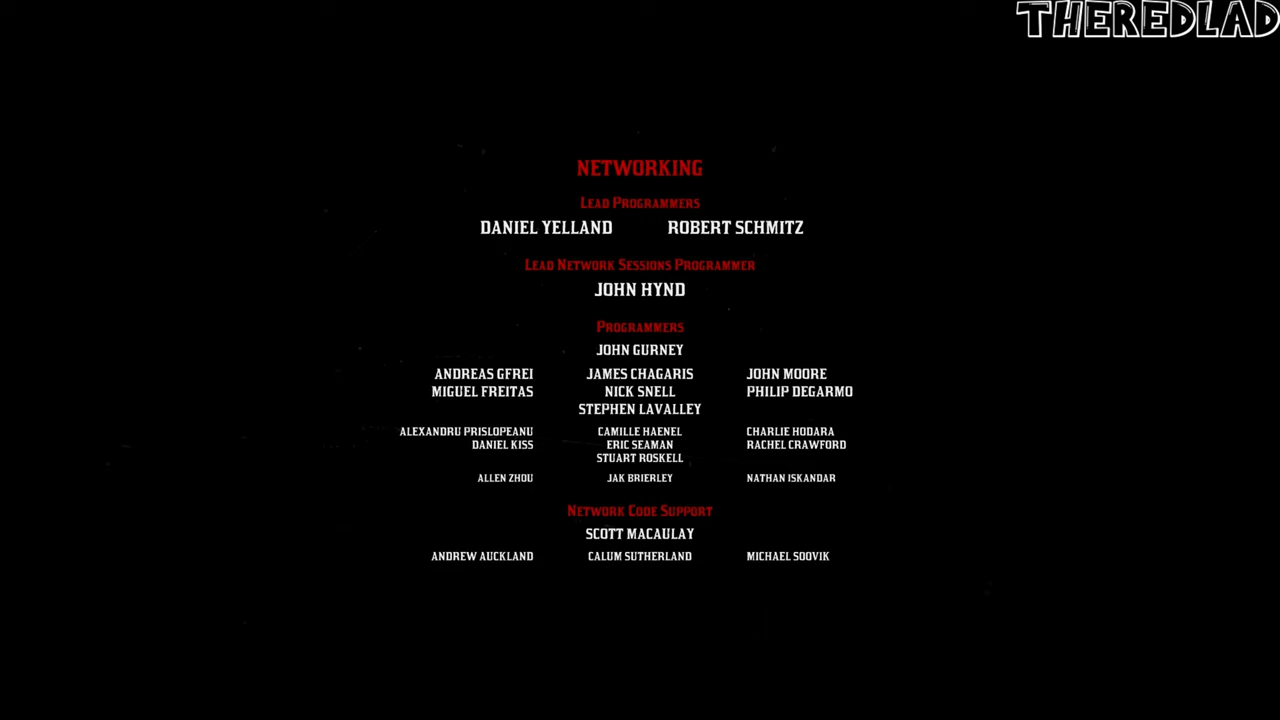 THEREDLAD
NETWORKING
Lead Programmers
DANIEL YELLAND ROBERT SCHMITZ
Lead Network Sessions Programmer
JOHN HYND
Programmers
JOHN GURNEY
ANDREAS GFREI JAMES CHAGARIS JOHN MOORE
MIGUEL FREITAS NICK SNELL PHILIP DEGARMO
STEPHEN LAVALLEY
ALEXANDRU PRISLOPEANU CAMILLE HAENEL CHARLIE HODARA
DANIEL KISS ERIC SEAMAN RACHEL CRAWFORD
STUART ROSKELL
ALLEN ZHOU JAK BRIERLEY NATHAN ISKANDAR
Network Code Support
SCOTT MACAULAY
ANDREW AUCKLAND CALUM SUTHERLAND MICHAEL SOOVIK